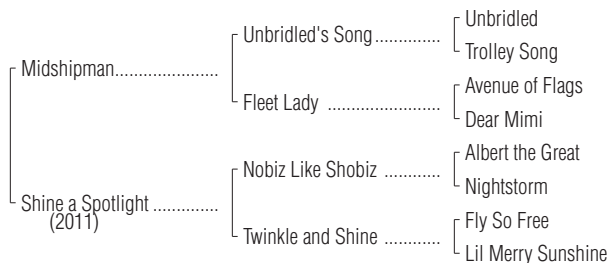 Unbridled
Unbridled's Song..............
Trolley Song
Midshipman......................
Avenue of Flags
Fleet Lady ........................
Dear Mimi
Albert the Great
Nobiz Like Shobiz ............
Nightstorm
Shine a Spotlight ..............
(2011)
Fly So Free
Twinkle and Shine ............
Lil Merry Sunshine